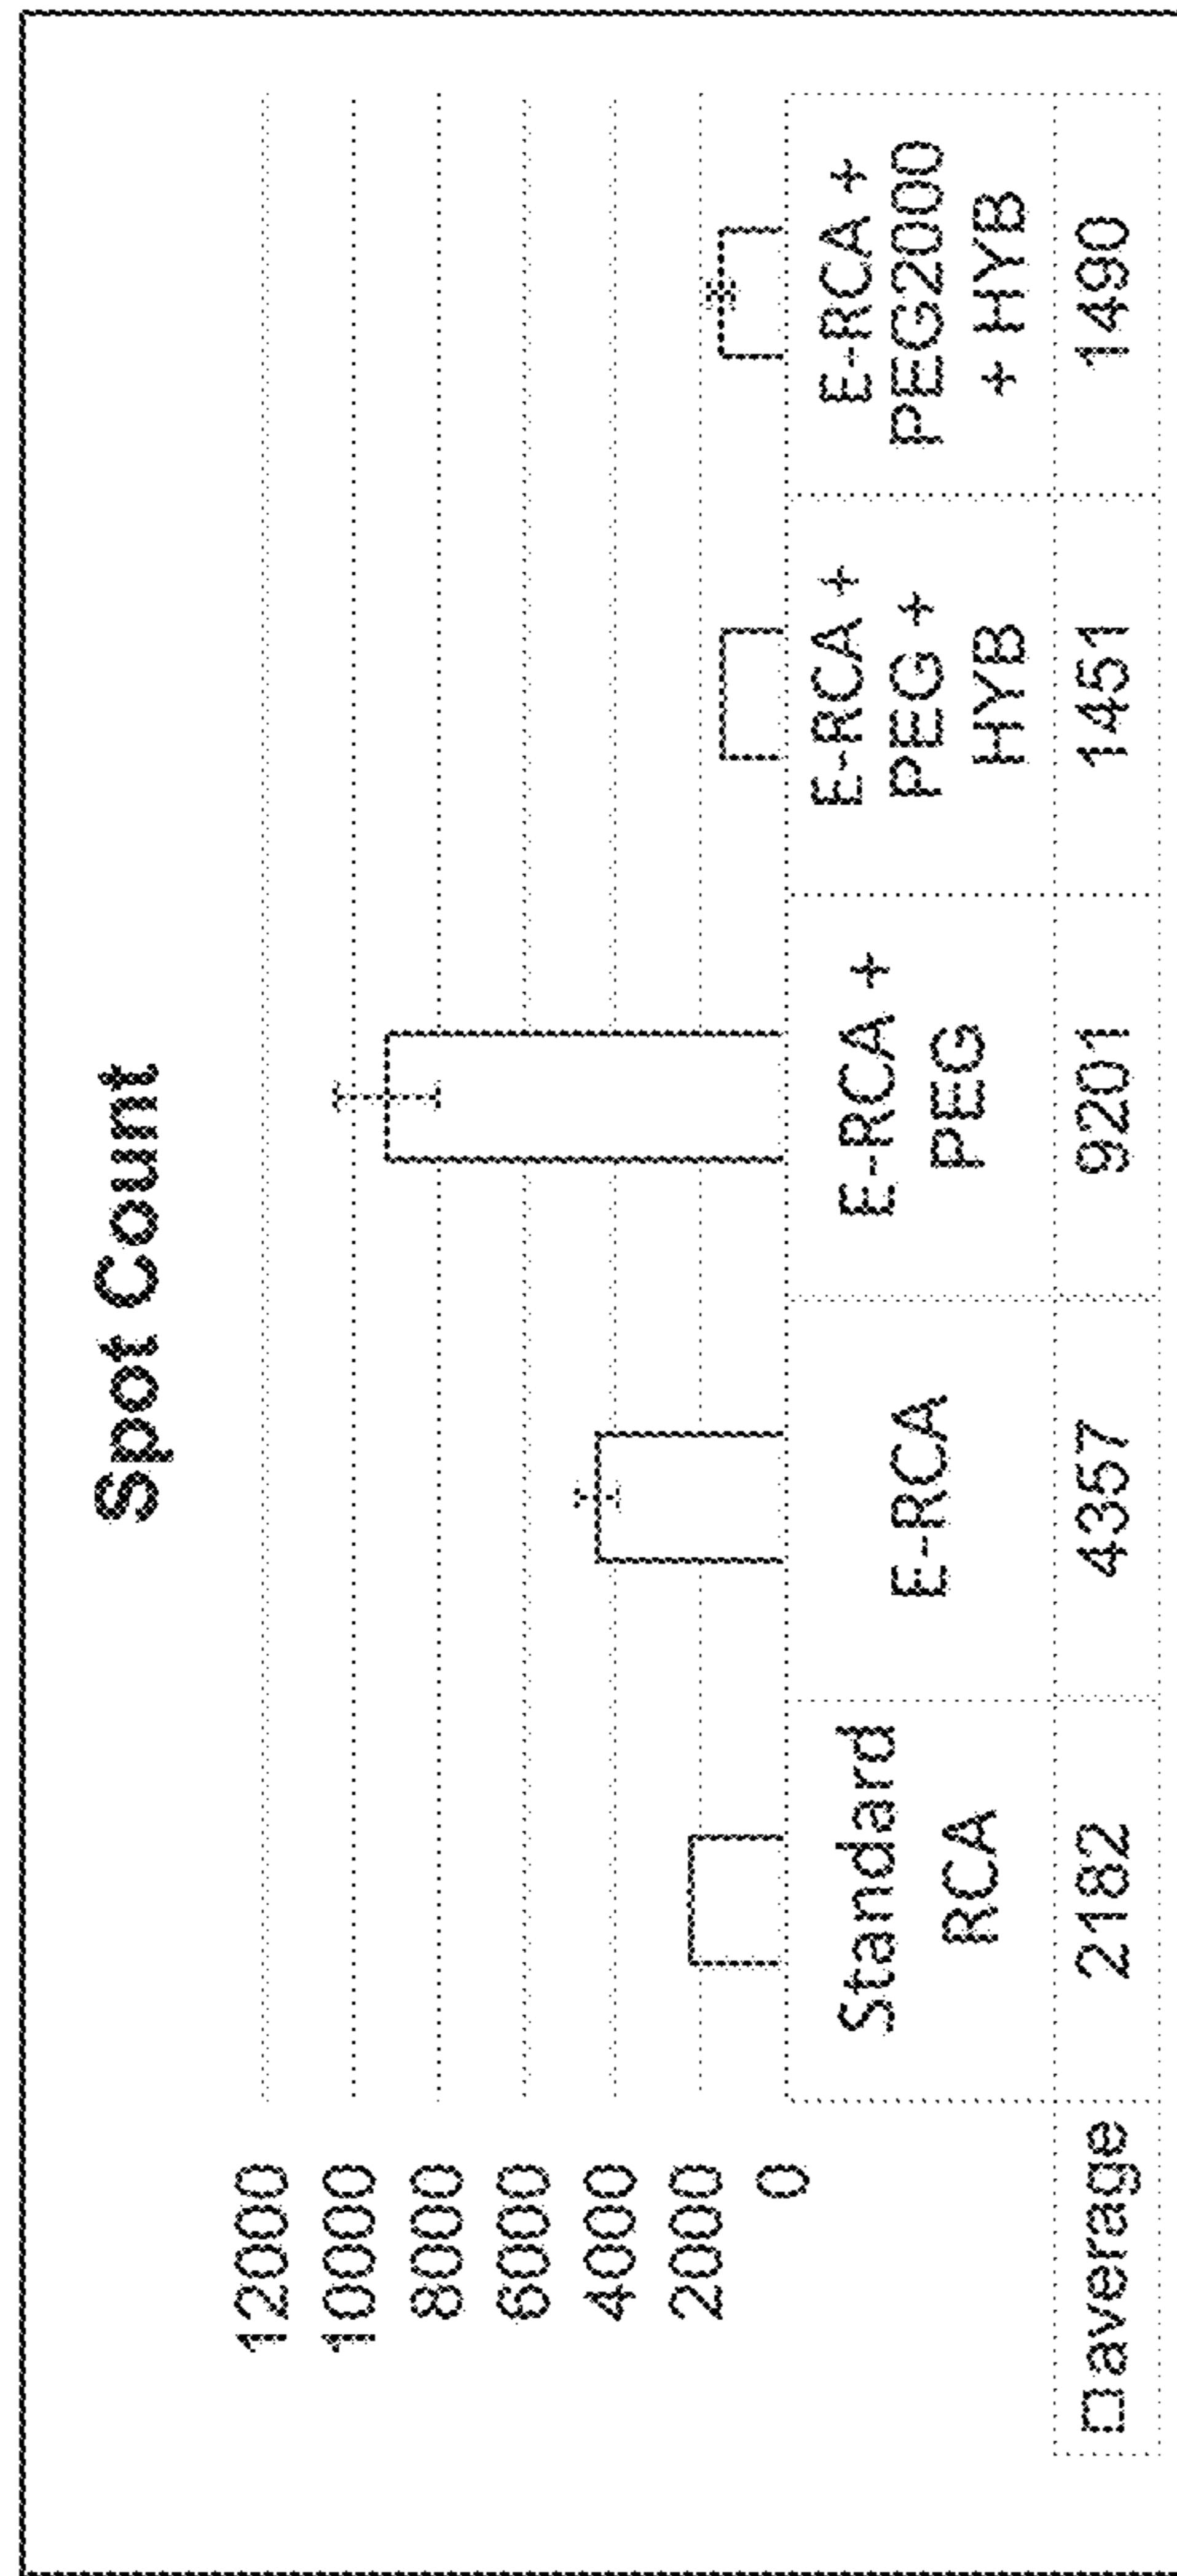 Spot Count
12000
10000
8000
6000
4000
2000
0
Standard
RCA
E-RCA
E-RCA +
PEG
E-RCA +
PEG +
HYB
E-RCA +
PEG2000
+ HYB
average 2182 4357 9201 1451 1490